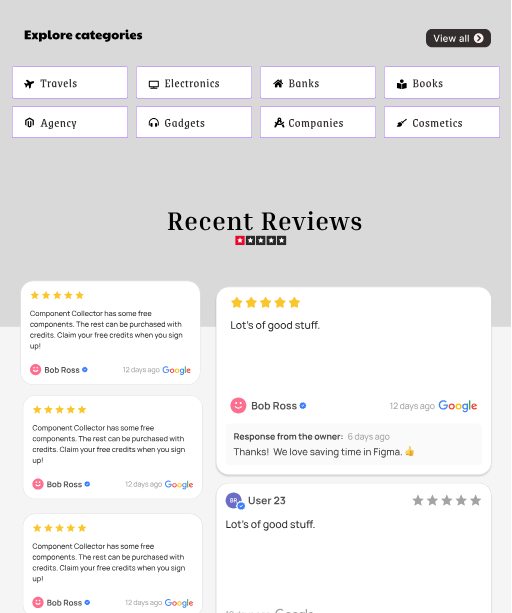 Explore categories
View all
Travels
Electronics
Banks
Books
Agency
Gadgets
Companies
Cosmetics
Recent Reviews
Component Collector has some free
components. The rest can be purchased with
credits. Claim your free credits when you sign
up!
Bob Ross
12 days ago Google
Component Collector has some free
components. The rest can be purchased with
credits. Claim your free credits when you sign
up!
Bob Ross
12 days ago Google
Component Collector has some free
components. The rest can be purchased with
credits. Claim your free credits when you sign
up!
Bob Ross
12 days ago Google
Lot's of good stuff.
Bob Ross
12 days ago Google
Response from the owner: 6 days ago
Thanks! We love saving time in Figma. 👍
BR
User 23
Lot's of good stuff.